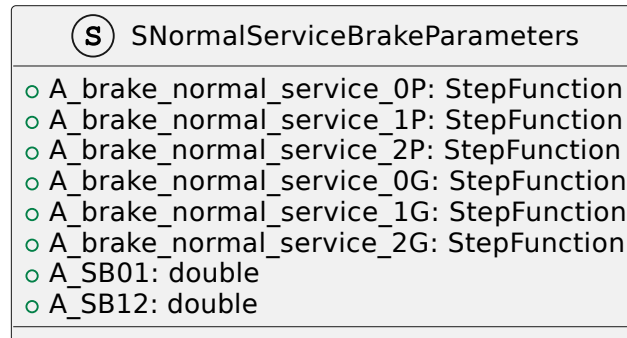 S SNormalServiceBrakeParameters
A_brake_normal_service_0P: StepFunction
A_brake_normal_service_1P: StepFunction
A_brake_normal_service_2P: StepFunction
A_brake_normal_service_0G: StepFunction
A_brake_normal_service_1G: StepFunction
A_brake_normal_service_2G: StepFunction
A_SB01: double
A_SB12: double